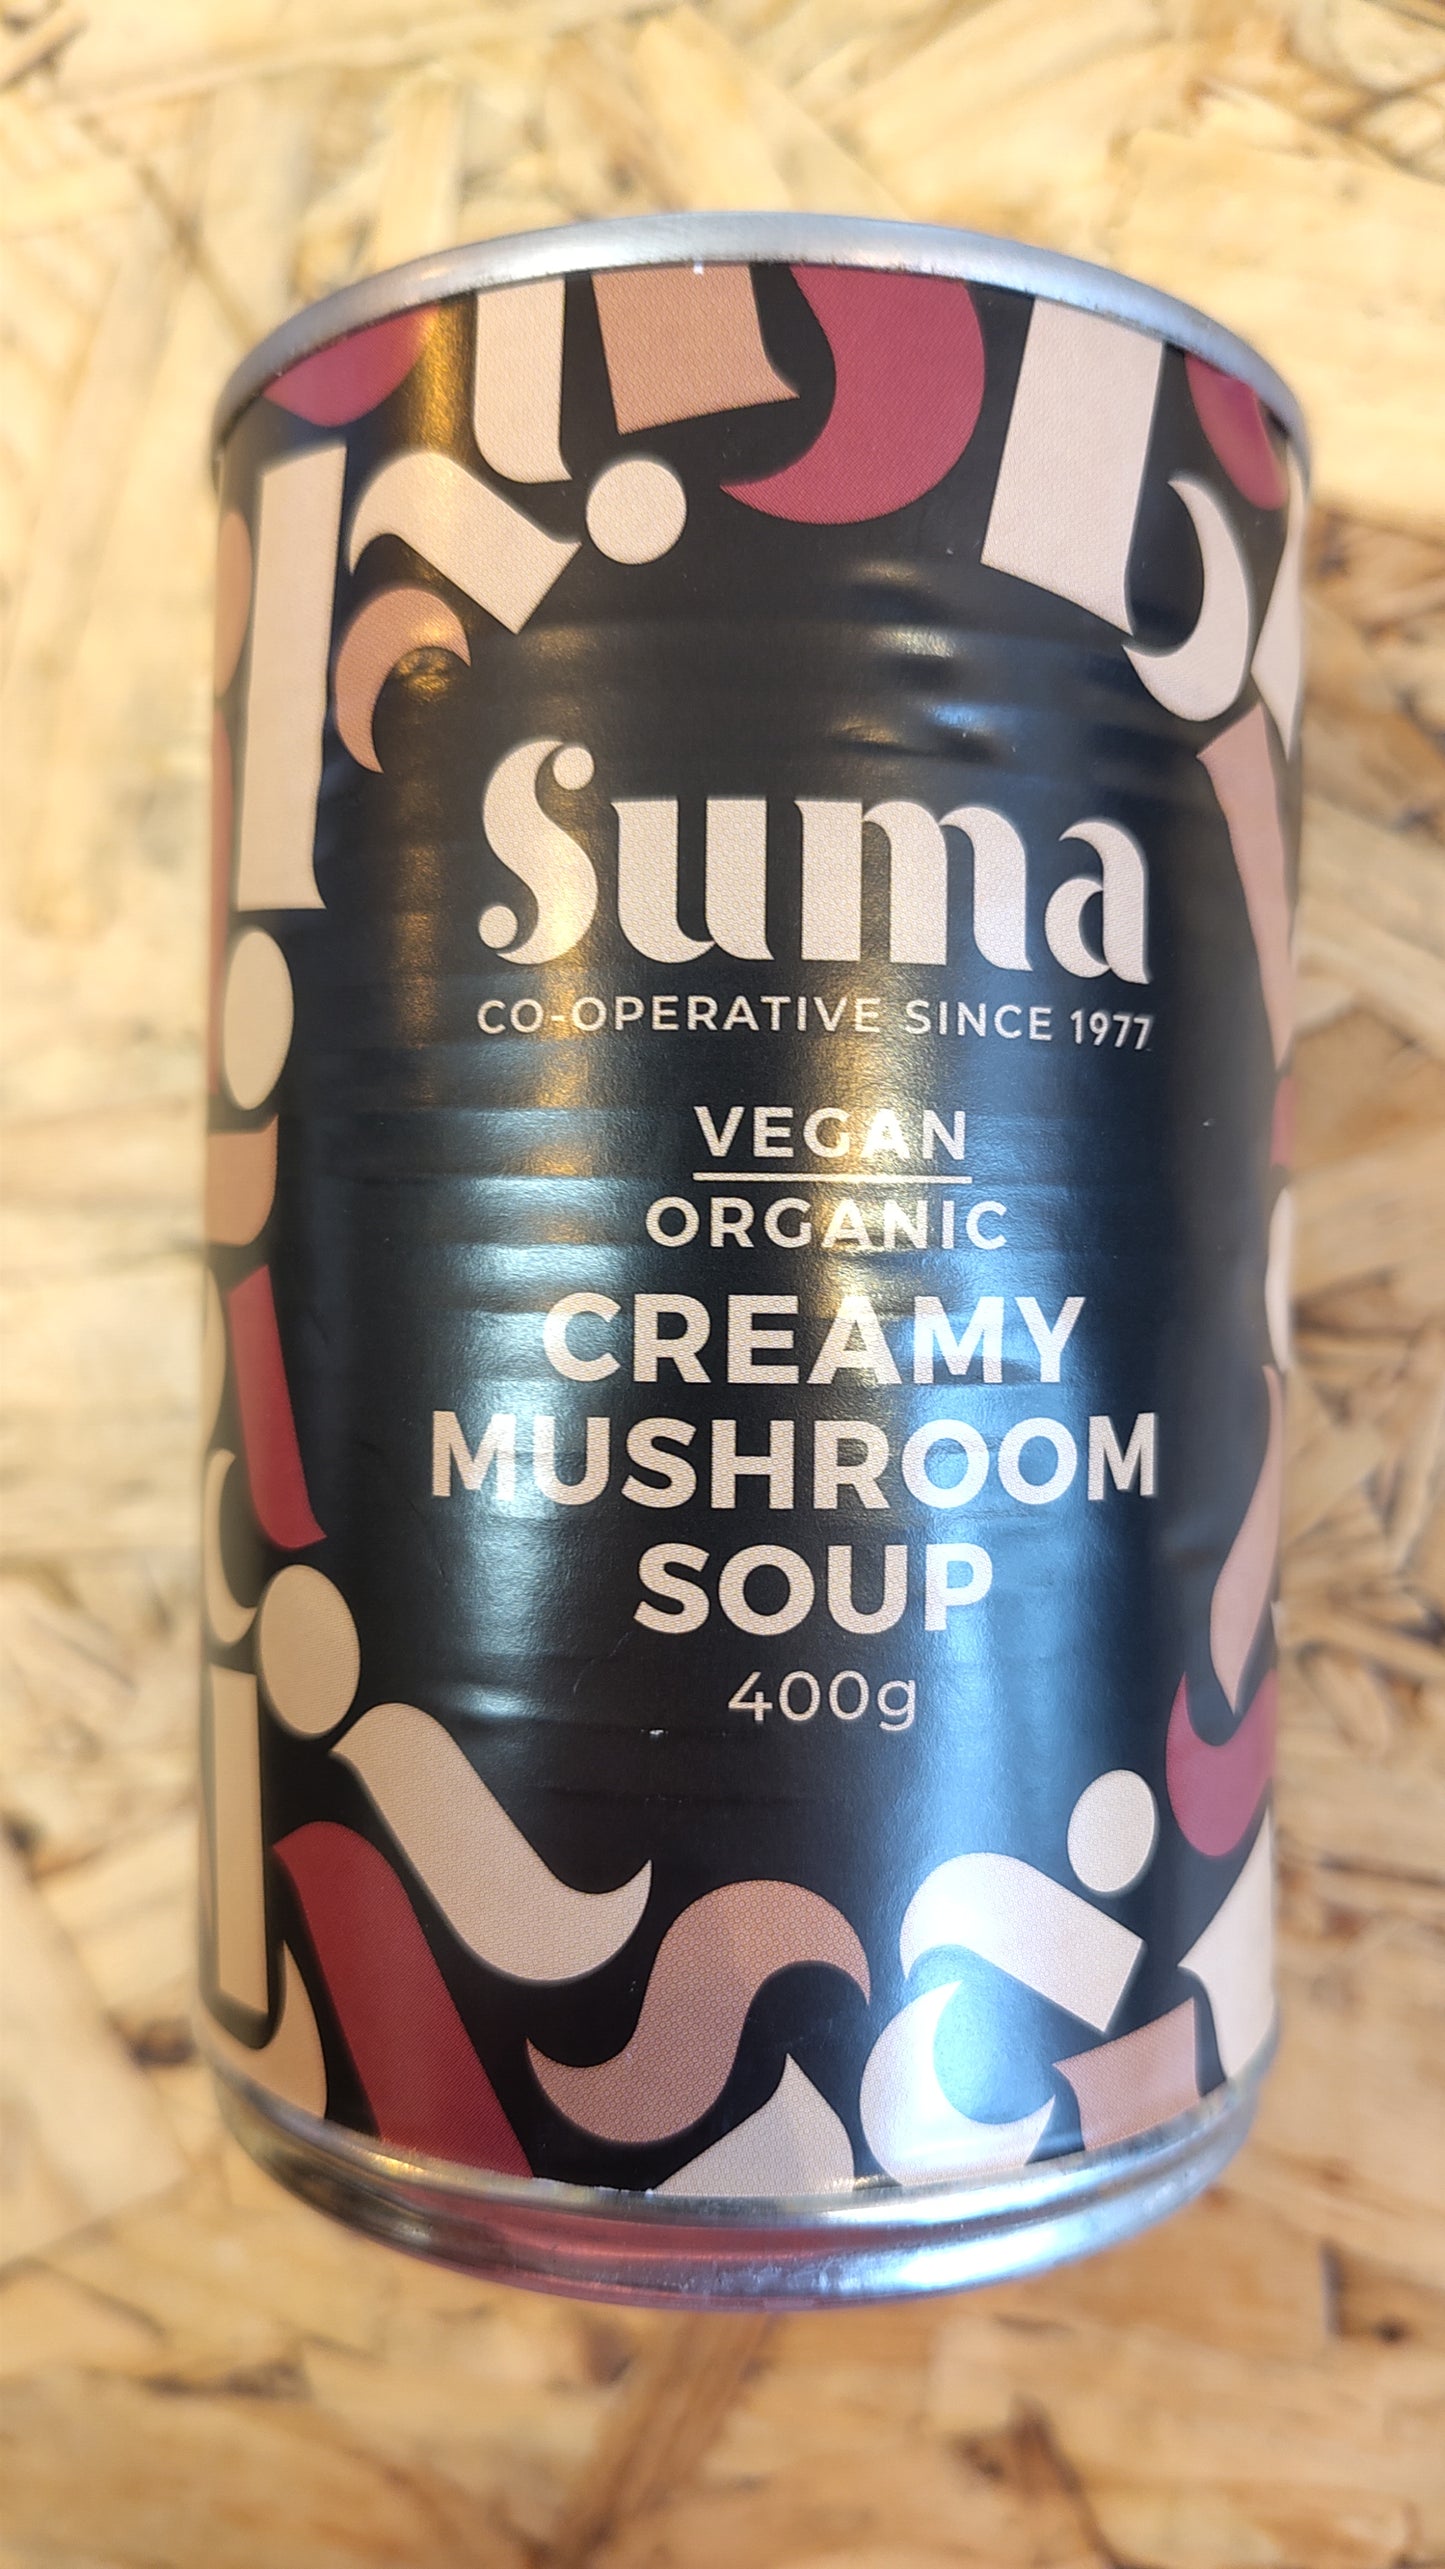 Suma
CO-OPERATIVE SINCE 1977
VEGAN
ORGANIC
CREAMY
MUSHROOM
SOUP
400g